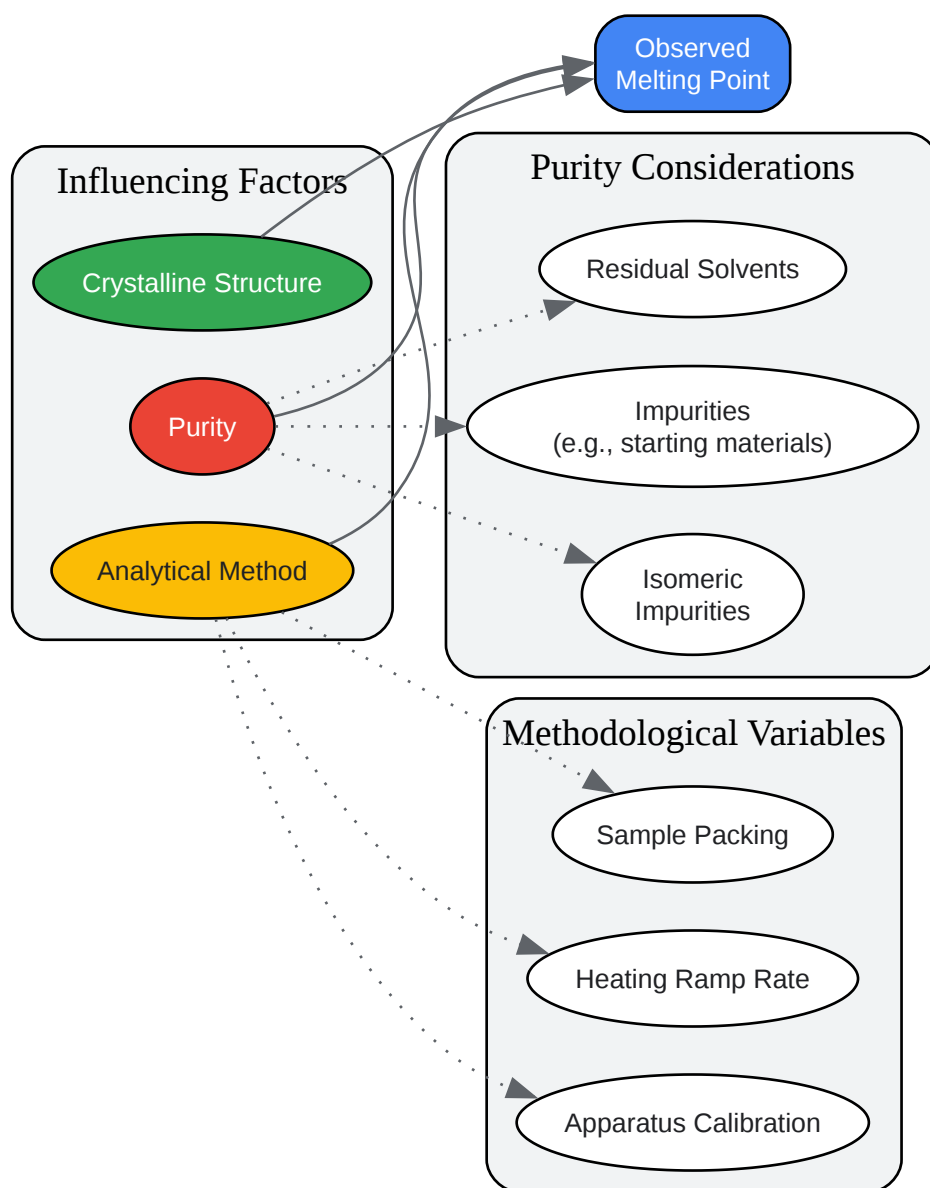 Observed
Melting Point
Influencing Factors
Crystalline Structure
Purity
Analytical Method
Purity Considerations
Residual Solvents
Impurities
(e.g., starting materials)
Isomeric
Impurities
Methodological Variables
Sample Packing
Heating Ramp Rate
Apparatus Calibration